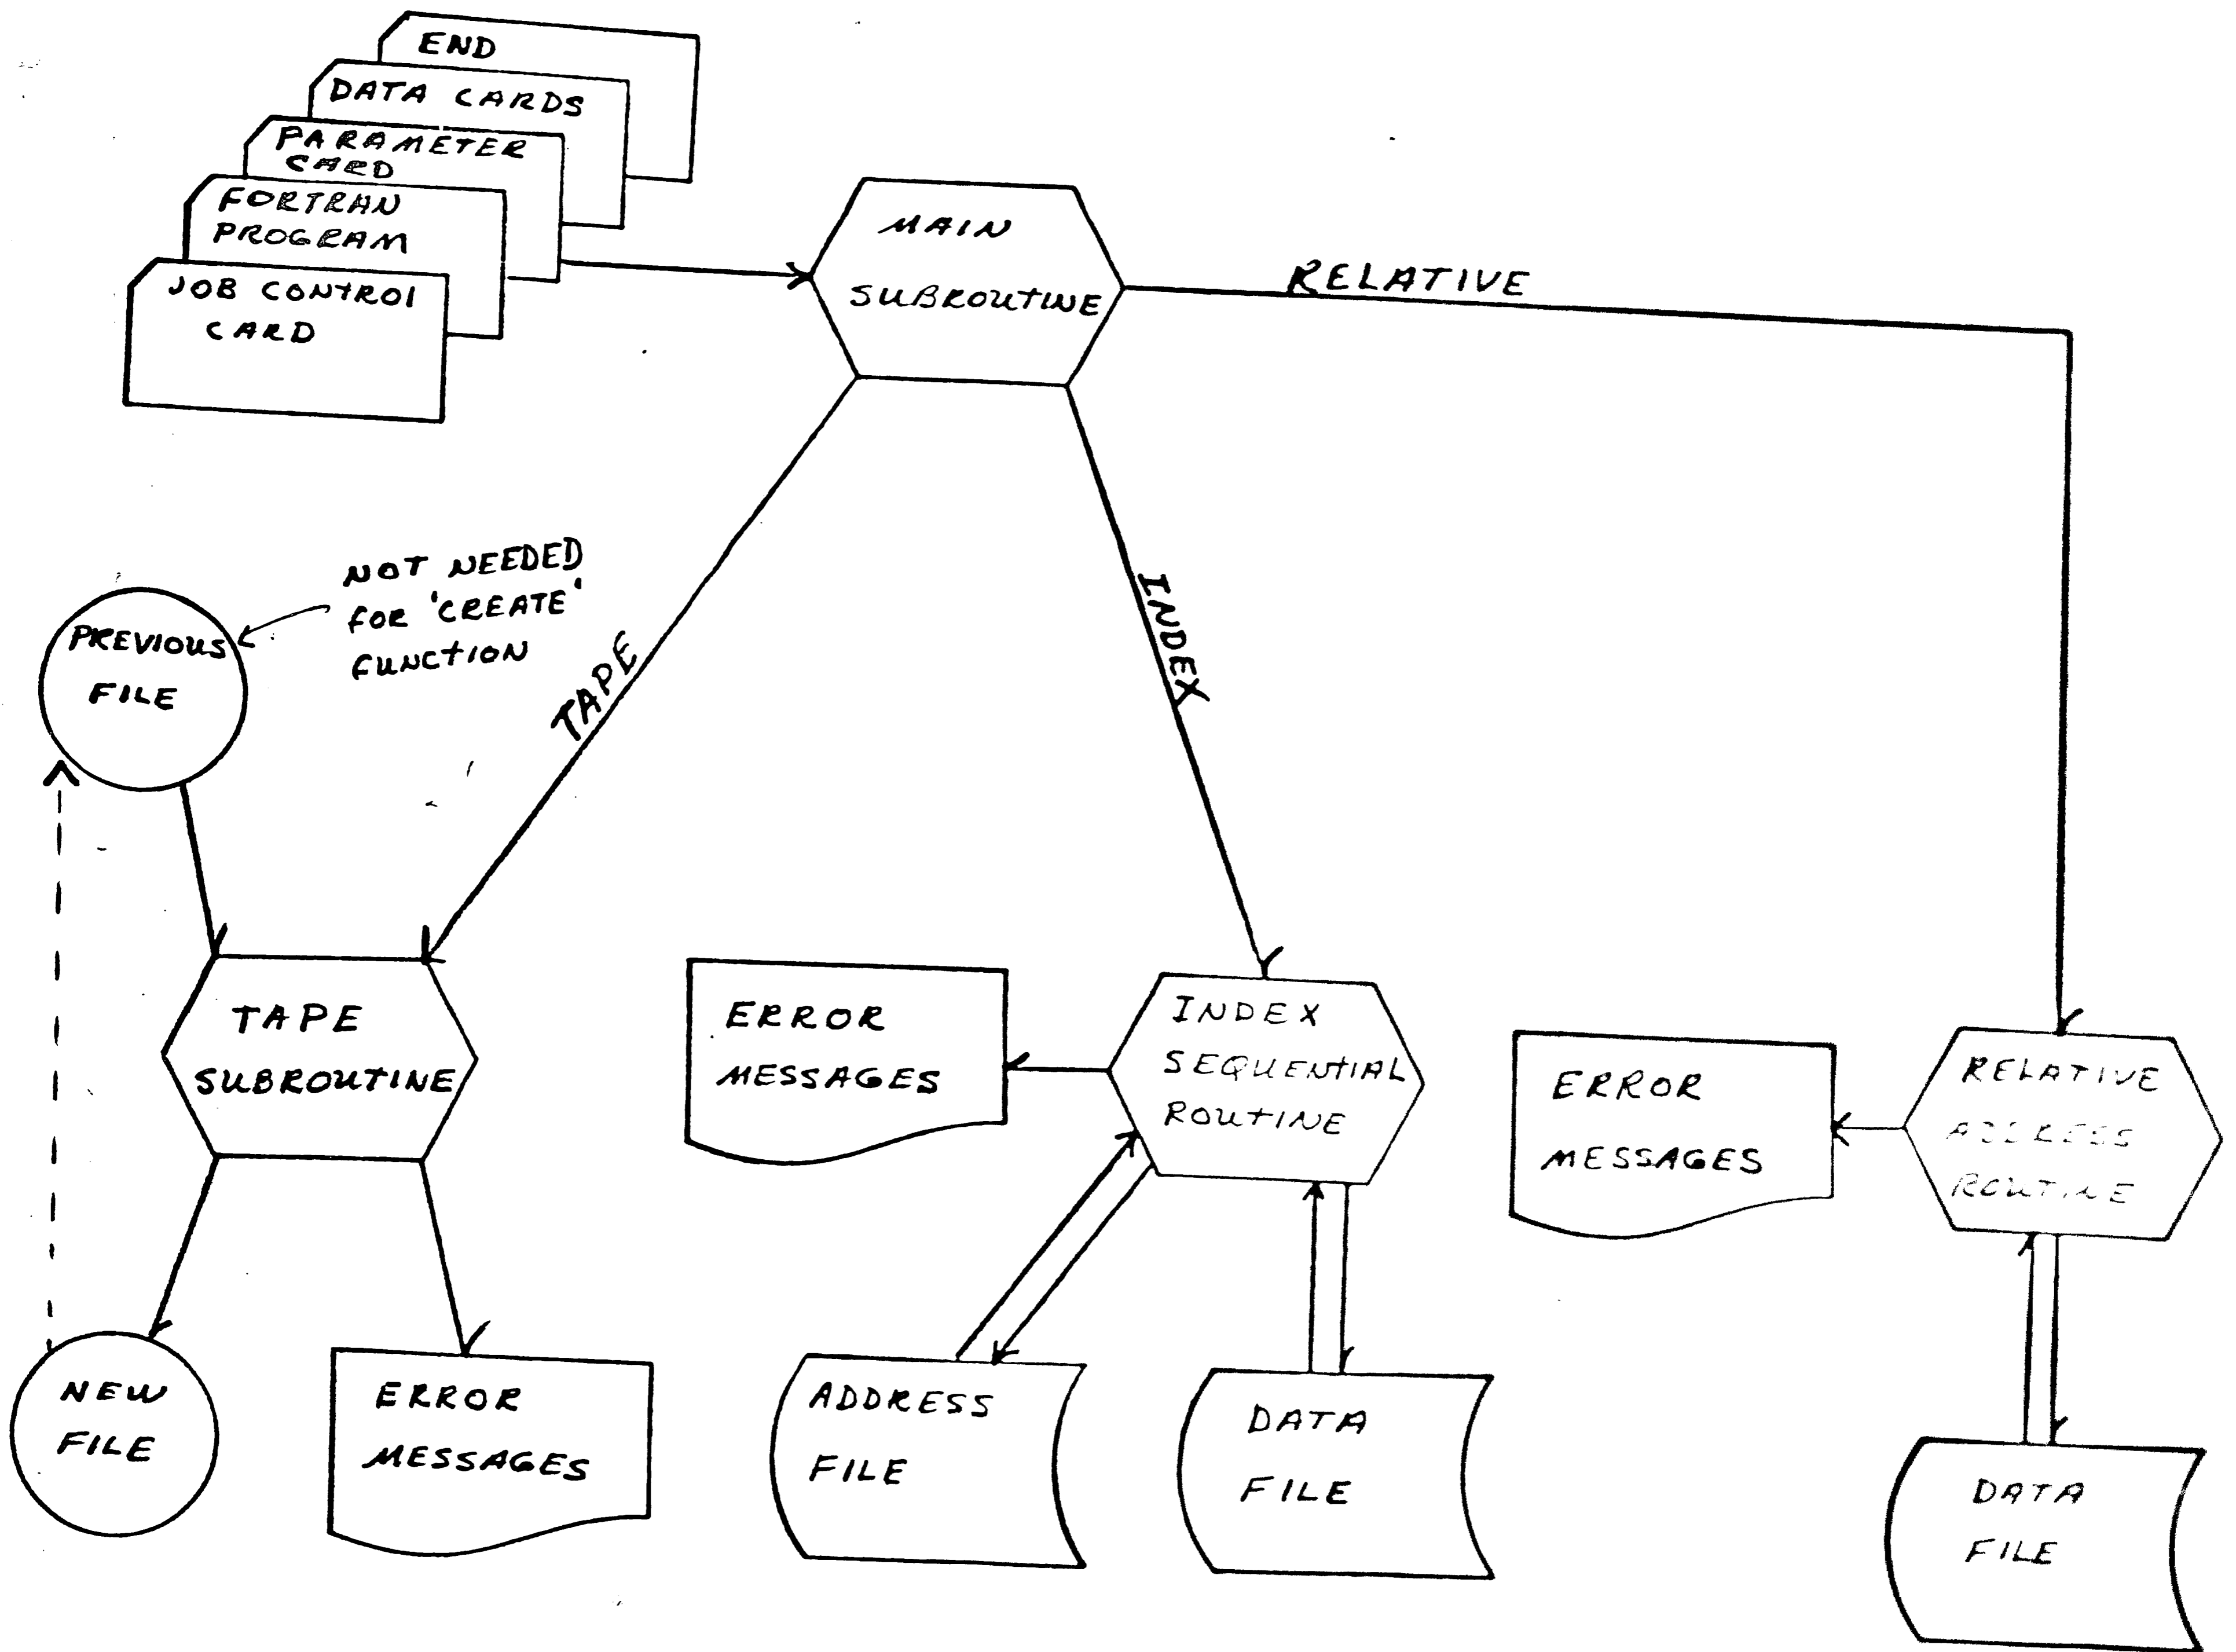 END
DATA CARDS
PARAMETER
CARD
FORTRAN
PROGRAM
JOB CONTROL
CARD
MAIN
SUBROUTINE
RELATIVE
NOT NEEDED
FOR 'CREATE'
FUNCTION
PREVIOUS
FILE
TAPE
INDEX
TAPE
SUBROUTINE
ERROR
MESSAGES
INDEX
SEQUENTIAL
ROUTINE
ERROR
MESSAGES
RELATIVE
ADDRESS
ROUTINE
NEW
FILE
ERROR
MESSAGES
ADDRESS
FILE
DATA
FILE
DATA
FILE